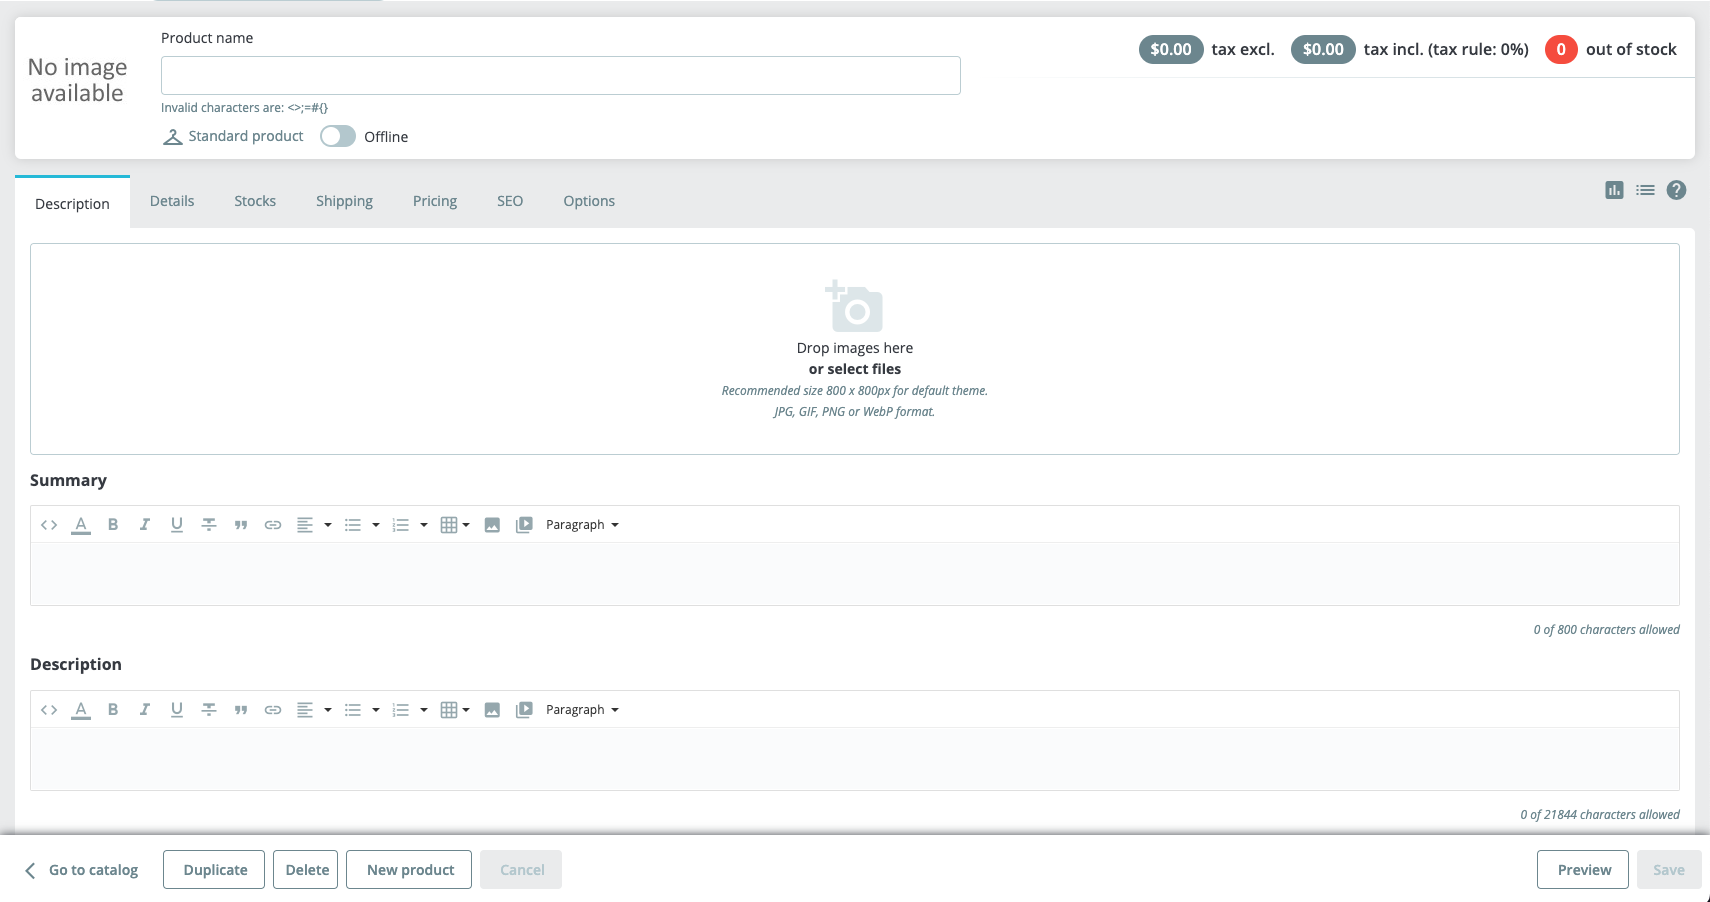 No image
available
Product name
Invalid characters are: <>;=#{}
Standard product
Offline
$0.00 tax excl. $0.00 tax incl. (tax rule: 0%) 0 out of stock
Description Details Stocks Shipping Pricing SEO Options
Drop images here
or select files
Recommended size 800 x 800px for default theme.
JPG, GIF, PNG or WebP format.
Summary
Paragraph
0 of 800 characters allowed
Description
Paragraph
0 of 21844 characters allowed
Go to catalog Duplicate Delete New product Cancel Preview Save